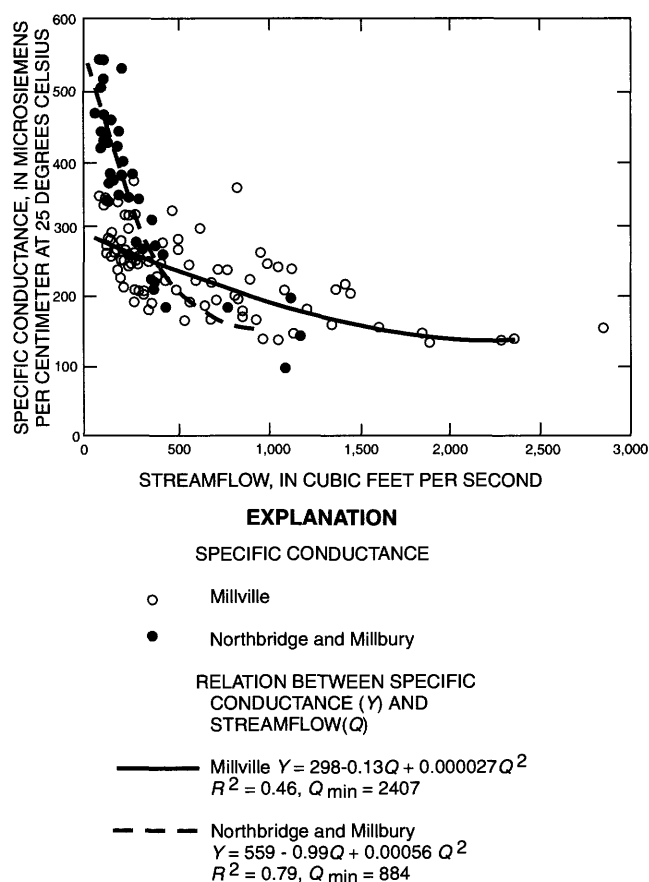 SPECIFIC CONDUCTANCE, IN MICROSIEMENS
PER CENTIMETER AT 25 DEGREES CELSIUS
600
500
400
300
200
100
0
0
500
1,000
1,500
2,000
2,500
3,000
STREAMFLOW, IN CUBIC FEET PER SECOND
EXPLANATION
SPECIFIC CONDUCTANCE
Millville
Northbridge and Millbury
RELATION BETWEEN SPECIFIC
CONDUCTANCE (Y) AND
STREAMFLOW(Q)
Millville Y = 298-0.13Q + 0.000027Q²
R² = 0.46, Q min = 2407
Northbridge and Millbury
Y = 559 - 0.99Q + 0.00056 Q²
R² = 0.79, Q min = 884